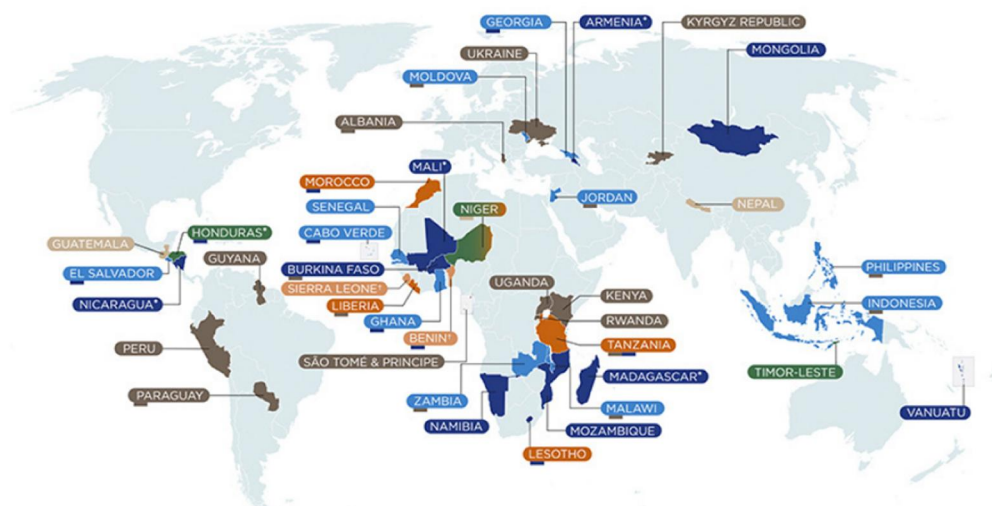 GEORGIA
ARMENIA*
KYRGYZ REPUBLIC
UKRAINE
MONGOLIA
MOLDOVA
ALBANIA
MALI*
MOROCCO
SENEGAL
NIGER
JORDAN
NEPAL
CABO VERDE
HONDURAS*
GUATEMALA
GUYANA
BURKINA FASO
PHILIPPINES
EL SALVADOR
SIERRA LEONE†
UGANDA
KENYA
NICARAGUA*
LIBERIA
INDONESIA
GHANA
RWANDA
BENIN†
TANZANIA
PERU
SÃO TOMÉ & PRINCIPE
TIMOR-LESTE
MADAGASCAR*
PARAGUAY
ZAMBIA
MALAWI
VANUATU
NAMIBIA
MOZAMBIQUE
LESOTHO